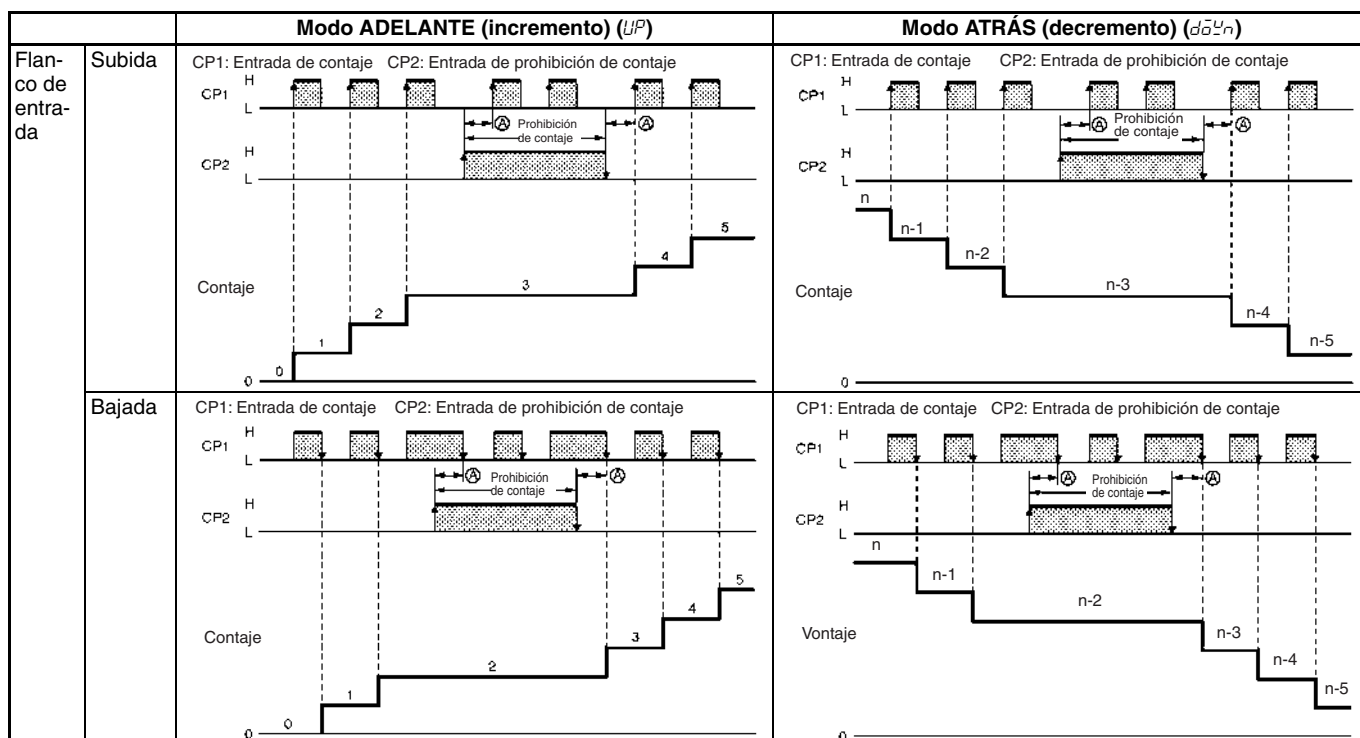 Modo ADELANTE (incremento) (UP)
Modo ATRÁS (decremento) (doYn)
Flan-
co de
entra-
da
Subida
CP1: Entrada de contaje CP2: Entrada de prohibición de contaje
H
CP1
L
A Prohibición A
de contaje
H
CP2
L
5
4
3
Contaje
2
1
0
0
CP1: Entrada de contaje CP2: Entrada de prohibición de contaje
H
CP1
L
A Prohibición A
de contaje
H
CP2
L
n
n-1
n-2
n-3
Contaje
n-4
n-5
0
Bajada
CP1: Entrada de contaje CP2: Entrada de prohibición de contaje
H
CP1
L
A Prohibición A
de contaje
H
CP2
L
5
4
3
Contaje
2
1
0
0
CP1: Entrada de contaje CP2: Entrada de prohibición de contaje
H
CP1
L
A Prohibición A
de contaje
H
CP2
L
n
n-1
n-2
Vontaje
n-3
n-4
n-5
0